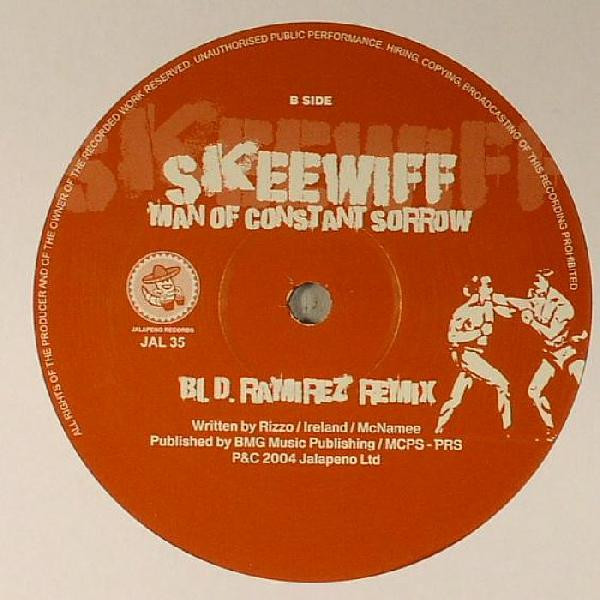 ALL RIGHTS OF THE PRODUCER AND OF THE OWNER OF THE RECORDED WORK RESERVED. UNAUTHORISED PUBLIC PERFORMANCE, HIRING, COPYING, BROADCASTING OF THIS RECORDING PROHIBITED
B SIDE
SKEEWIFF
SKEEWIFF
MAN OF CONSTANT SORROW
JALAPENO RECORDS
JAL 35
B1 D. RAMIREZ REMIX
Written by Rizzo / Ireland / McNamee
Published by BMG Music Publishing / MCPS - PRS
P&C 2004 Jalapeno Ltd